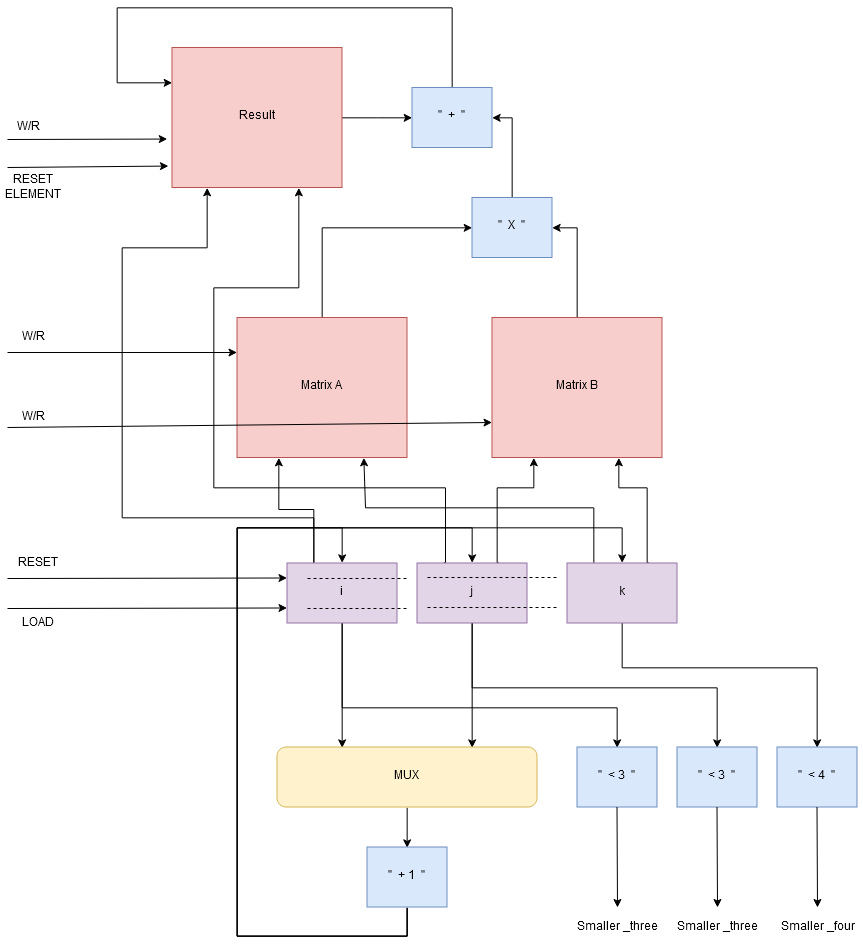 Result
" + "
W/R
RESET
ELEMENT
" X "
W/R
Matrix A
Matrix B
W/R
RESET
i
j
k
LOAD
MUX
" < 3 "
" < 3 "
" < 4 "
" + 1 "
Smaller _three
Smaller _three
Smaller _four